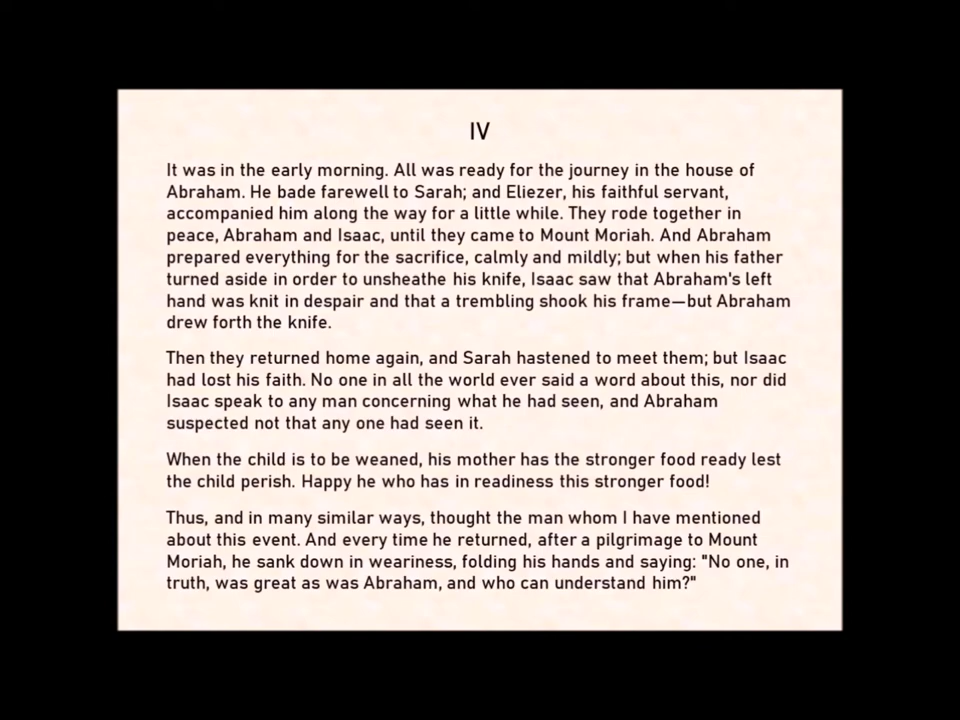 IV
It was in the early morning. All was ready for the journey in the house of
Abraham. He bade farewell to Sarah; and Eliezer, his faithful servant,
accompanied him along the way for a little while. They rode together in
peace, Abraham and Isaac, until they came to Mount Moriah. And Abraham
prepared everything for the sacrifice, calmly and mildly; but when his father
turned aside in order to unsheathe his knife, Isaac saw that Abraham's left
hand was knit in despair and that a trembling shook his frame—but Abraham
drew forth the knife.
Then they returned home again, and Sarah hastened to meet them; but Isaac
had lost his faith. No one in all the world ever said a word about this, nor did
Isaac speak to any man concerning what he had seen, and Abraham
suspected not that any one had seen it.
When the child is to be weaned, his mother has the stronger food ready lest
the child perish. Happy he who has in readiness this stronger food!
Thus, and in many similar ways, thought the man whom I have mentioned
about this event. And every time he returned, after a pilgrimage to Mount
Moriah, he sank down in weariness, folding his hands and saying: "No one, in
truth, was great as was Abraham, and who can understand him?"